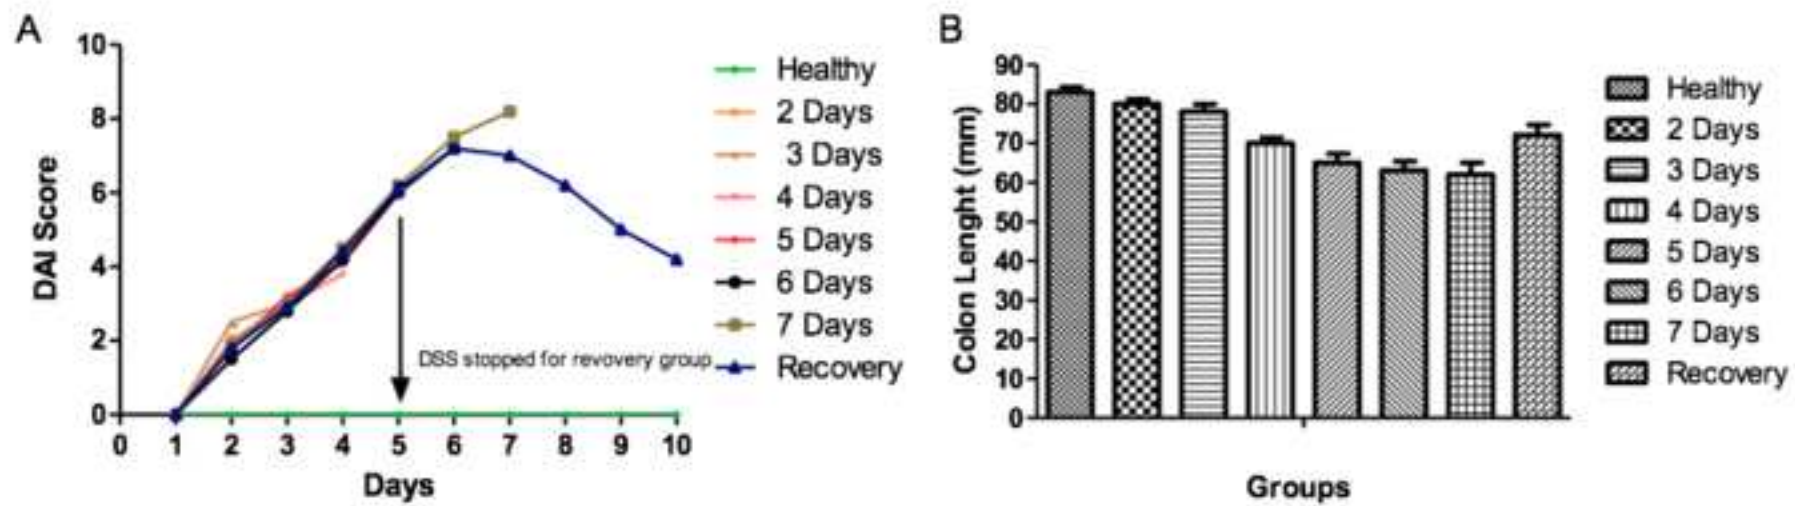 A
10
8
6
4
2
0
DAI Score
0 1 2 3 4 5 6 7 8 9 10
Days
DSS stopped for revovery group
Healthy
2 Days
3 Days
4 Days
5 Days
6 Days
7 Days
Recovery
B
90
80
70
60
50
40
30
20
10
0
Colon Lenght (mm)
Groups
Healthy
2 Days
3 Days
4 Days
5 Days
6 Days
7 Days
Recovery